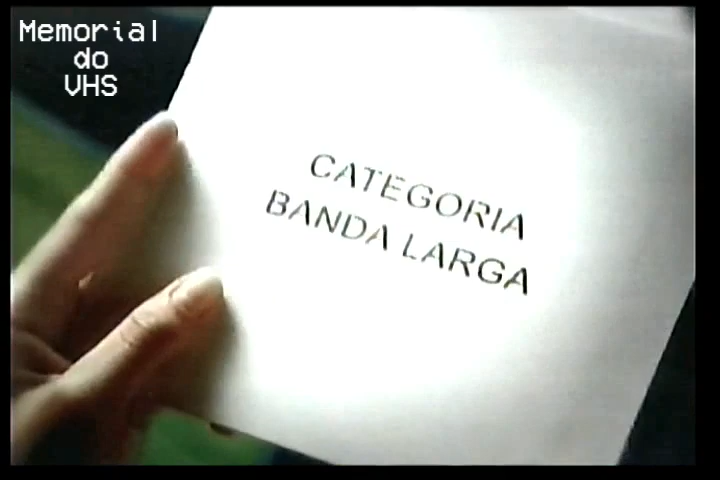 Memorial
do
VHS
CATEGORIA
BANDA LARGA